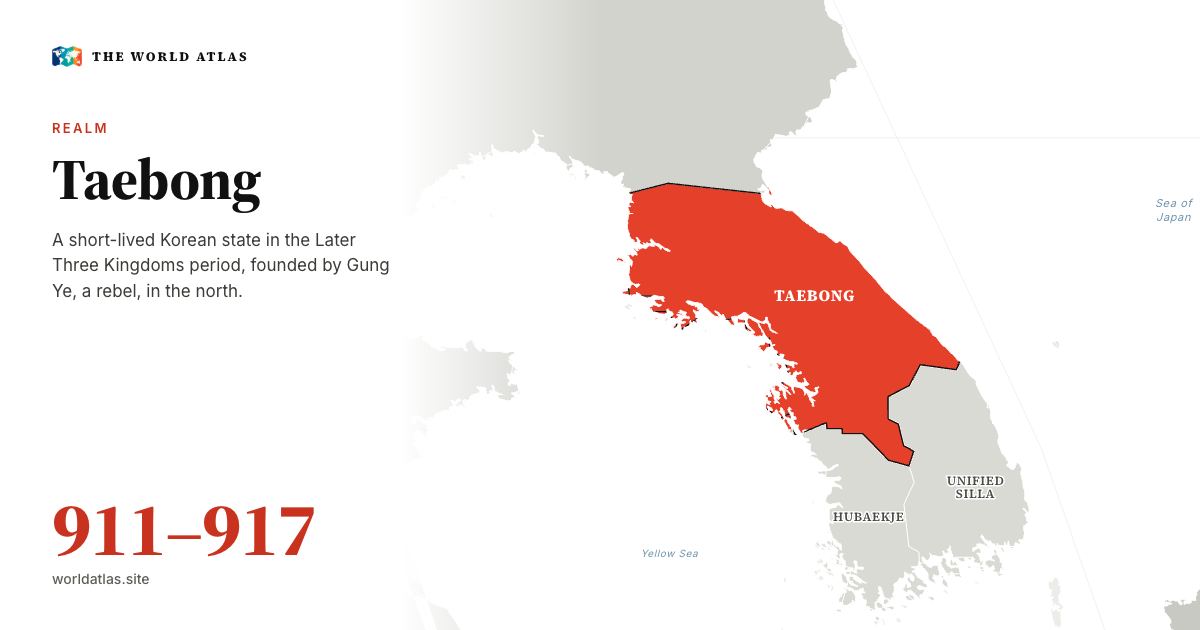 THE WORLD ATLAS
REALM
Taebong
A short-lived Korean state in the Later
Three Kingdoms period, founded by Gung
Ye, a rebel, in the north.
911–917
worldatlas.site
Sea of
Japan
TAEBONG
UNIFIED
SILLA
HUBAEKJE
Yellow Sea